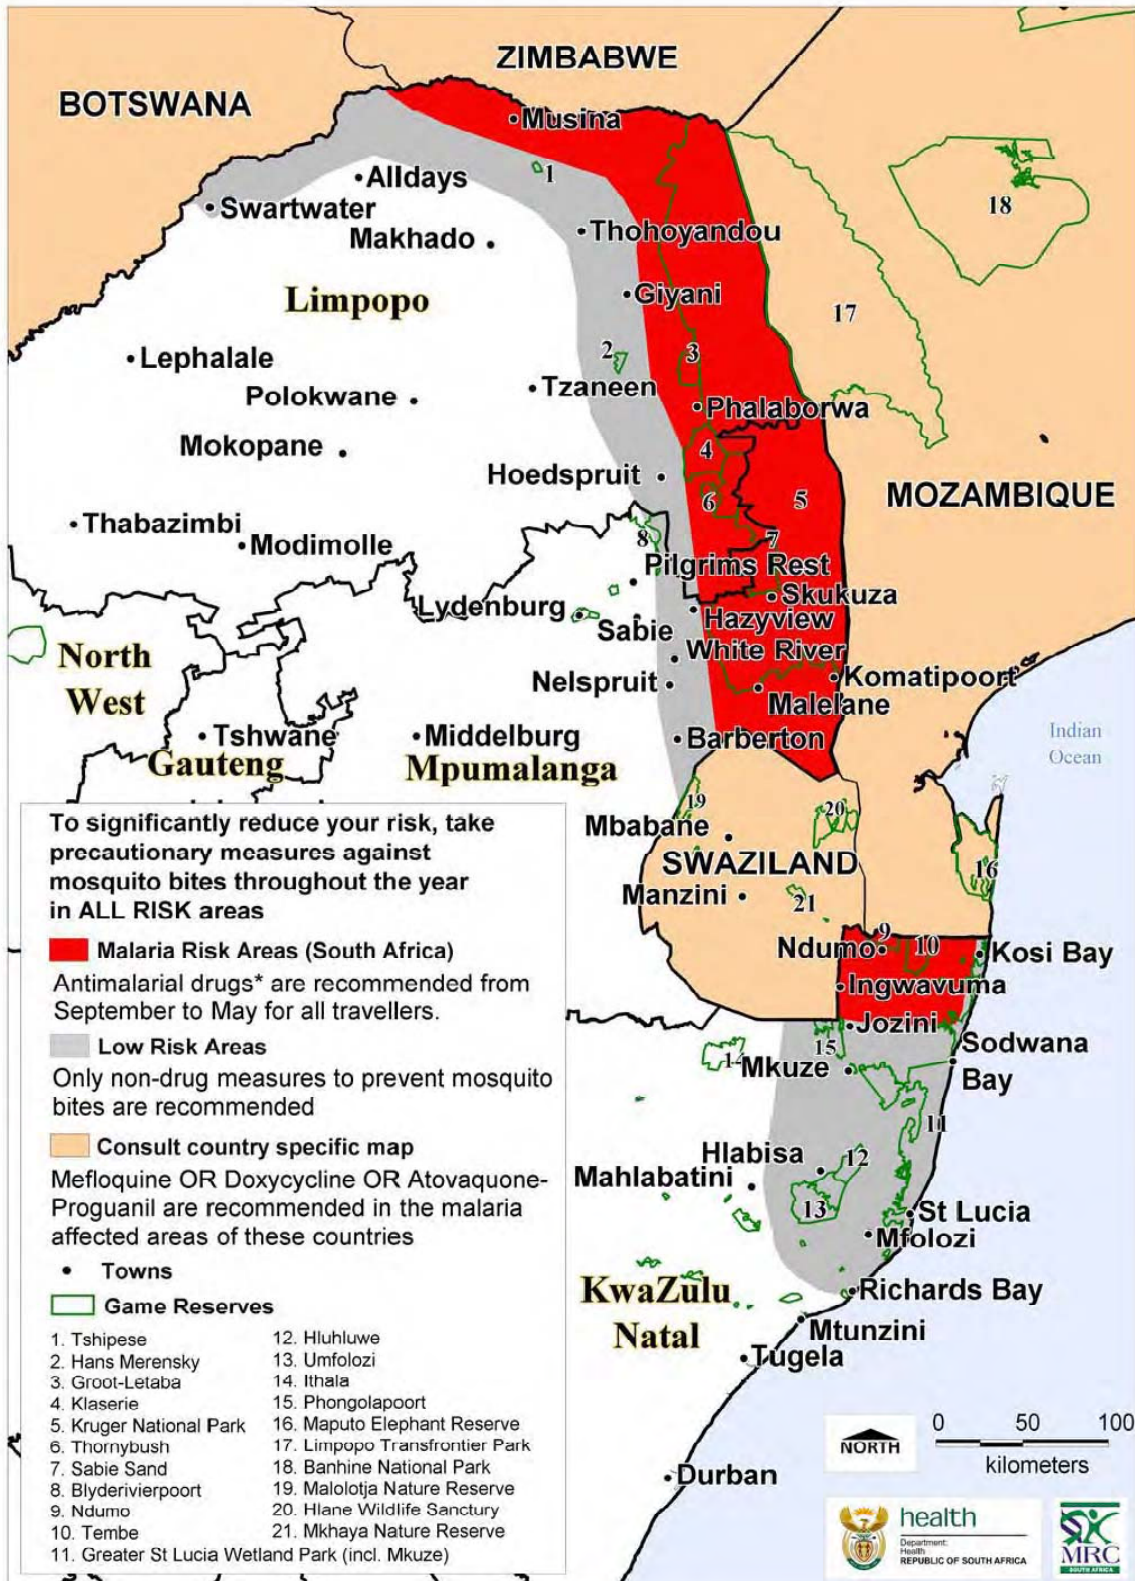 ZIMBABWE
BOTSWANA
Musina
1
Alldays
Swartwater
18
Makhado
Thohoyandou
Limpopo
Giyani
17
Lephalale
2
3
Tzaneen
Polokwane
Phalaborwa
Mokopane
4
Hoedspruit
MOZAMBIQUE
6
5
Thabazimbi
Modimolle
8
7
Pilgrims Rest
Skukuza
Lydenburg
Hazyview
Sabie
North
West
White River
Nelspruit
Komatipoort
Malelane
Tshwane
Middelburg
Barberton
Indian
Ocean
Gauteng
Mpumalanga
19
20
Mbabane
SWAZILAND
16
Manzini
21
9
Ndumo
10
Kosi Bay
Ingwavuma
Jozini
15
Sodwana
Bay
14
Mkuze
11
Hlabisa
12
Mahlabatini
13
St Lucia
Mfolozi
KwaZulu
Natal
Richards Bay
Mtunzini
Tugela
Durban
To significantly reduce your risk, take
precautionary measures against
mosquito bites throughout the year
in ALL RISK areas
Malaria Risk Areas (South Africa)
Antimalarial drugs* are recommended from
September to May for all travellers.
Low Risk Areas
Only non-drug measures to prevent mosquito
bites are recommended
Consult country specific map
Mefloquine OR Doxycycline OR Atovaquone-
Proguanil are recommended in the malaria
affected areas of these countries
Towns
Game Reserves
1. Tshipese
2. Hans Merensky
3. Groot-Letaba
4. Klaserie
5. Kruger National Park
6. Thornybush
7. Sabie Sand
8. Blyderivierpoort
9. Ndumo
10. Tembe
11. Greater St Lucia Wetland Park (incl. Mkuze)
12. Hluhluwe
13. Umfolozi
14. Ithala
15. Phongolapoort
16. Maputo Elephant Reserve
17. Limpopo Transfrontier Park
18. Banhine National Park
19. Malolotja Nature Reserve
20. Hlane Wildlife Sanctury
21. Mkhaya Nature Reserve
NORTH
0 50 100
kilometers
health
Department:
Health
REPUBLIC OF SOUTH AFRICA
MRC
SOUTH AFRICA